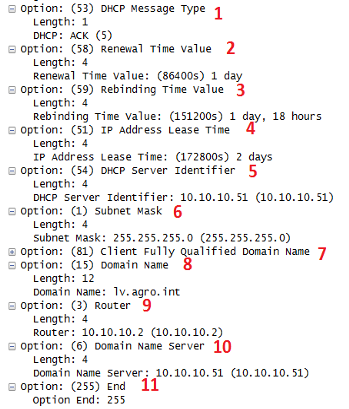 Option: (53) DHCP Message Type 1
Length: 1
DHCP: ACK (5)
Option: (58) Renewal Time Value 2
Length: 4
Renewal Time Value: (86400s) 1 day
Option: (59) Rebinding Time Value 3
Length: 4
Rebinding Time Value: (151200s) 1 day, 18 hours
Option: (51) IP Address Lease Time 4
Length: 4
IP Address Lease Time: (172800s) 2 days
Option: (54) DHCP Server Identifier 5
Length: 4
DHCP Server Identifier: 10.10.10.51 (10.10.10.51)
Option: (1) Subnet Mask 6
Length: 4
Subnet Mask: 255.255.255.0 (255.255.255.0)
Option: (81) Client Fully Qualified Domain Name 7
Option: (15) Domain Name 8
Length: 12
Domain Name: lv.agro.int
Option: (3) Router 9
Length: 4
Router: 10.10.10.2 (10.10.10.2)
Option: (6) Domain Name Server 10
Length: 4
Domain Name Server: 10.10.10.51 (10.10.10.51)
Option: (255) End 11
Option End: 255